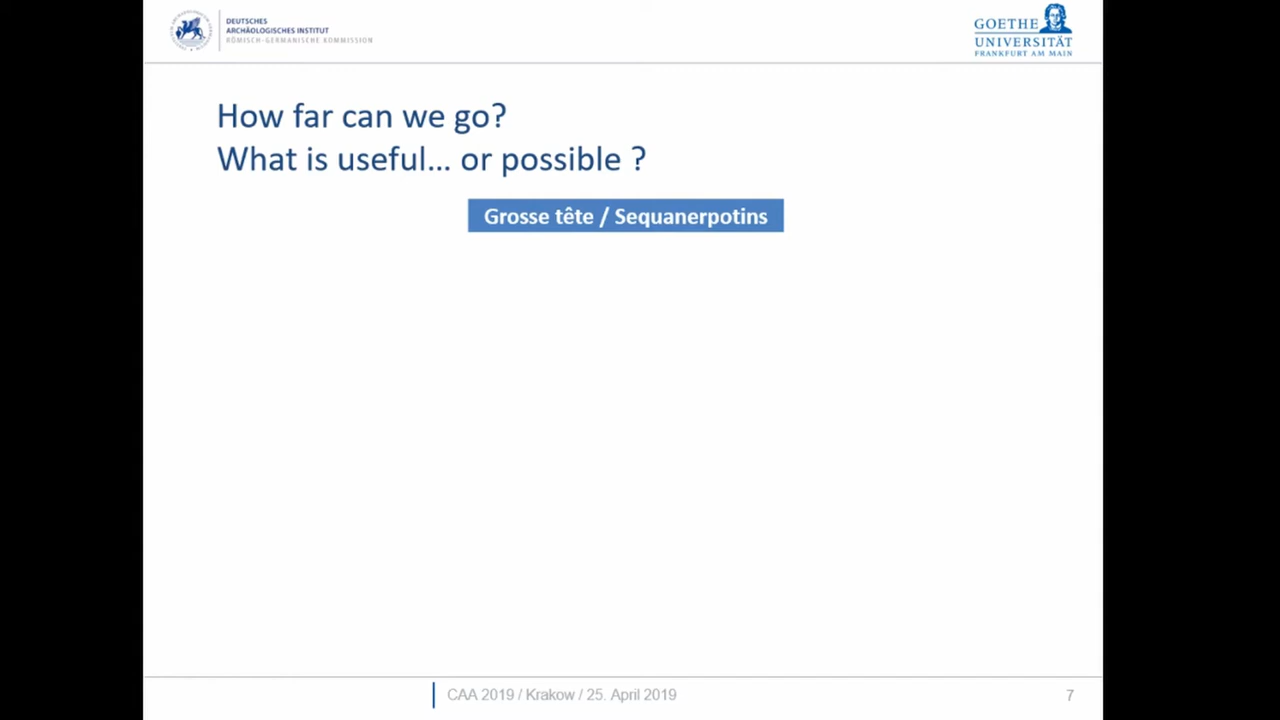 DEUTSCHES
ARCHÄOLOGISCHES INSTITUT
RÖMISCH-GERMANISCHE KOMMISSION
GOETHE
UNIVERSITÄT
FRANKFURT AM MAIN
How far can we go?
What is useful... or possible ?
Grosse tête / Sequanerpotins
CAA 2019 / Krakow / 25. April 2019
7